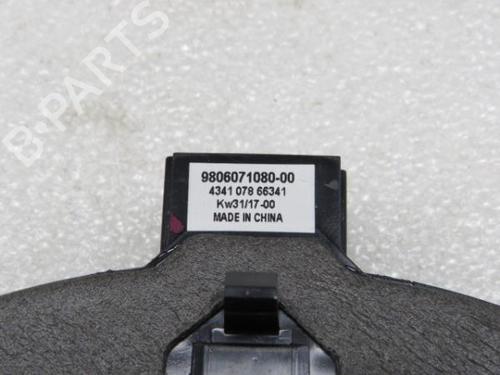 B-PARTS
9806071080-00
4341 078 66341
Kw31/17-00
MADE IN CHINA